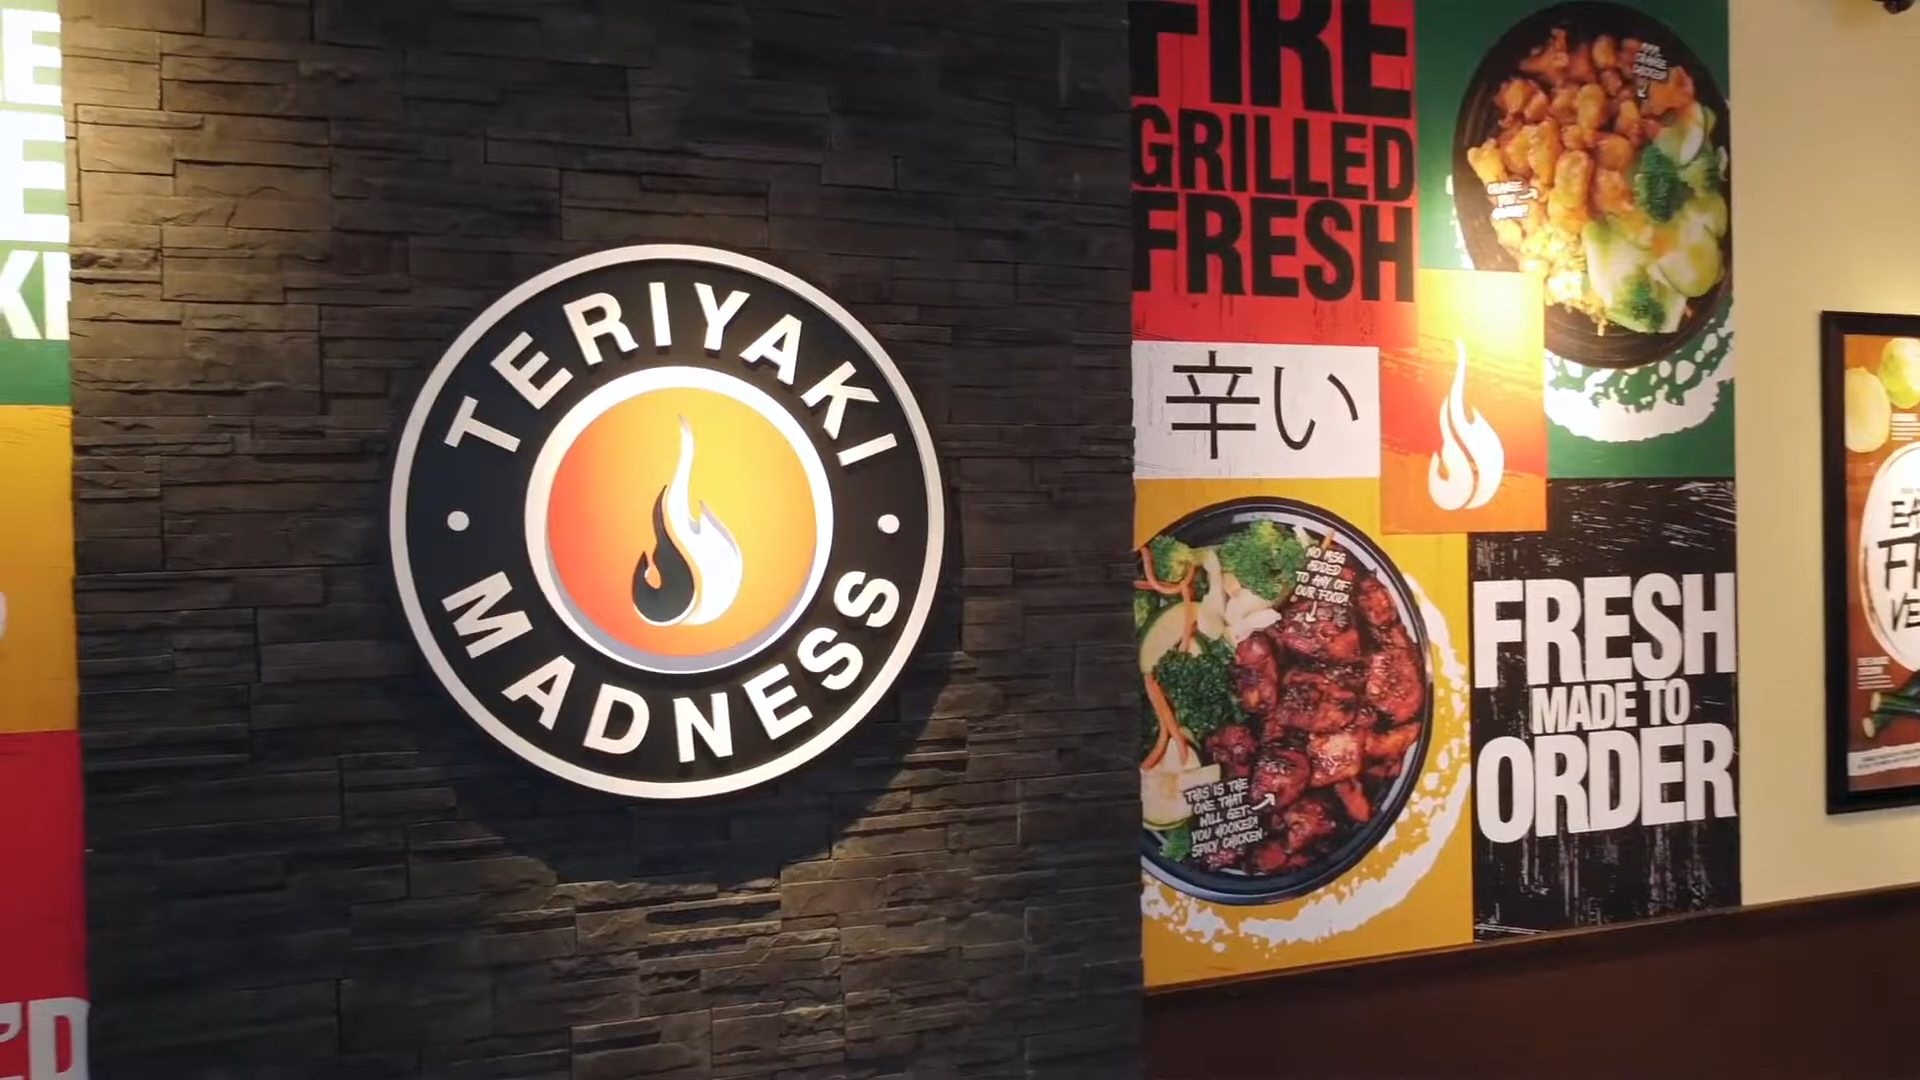 TERIYAKI
MADNESS
FIRE
GRILLED
FRESH
辛い
NO MSG
ADDED
TO ANY OF
OUR FOOD!
THIS IS THE
ONE THAT
WILL GET
YOU HOOKED!
SPICY CHICKEN
FRESH
MADE TO
ORDER